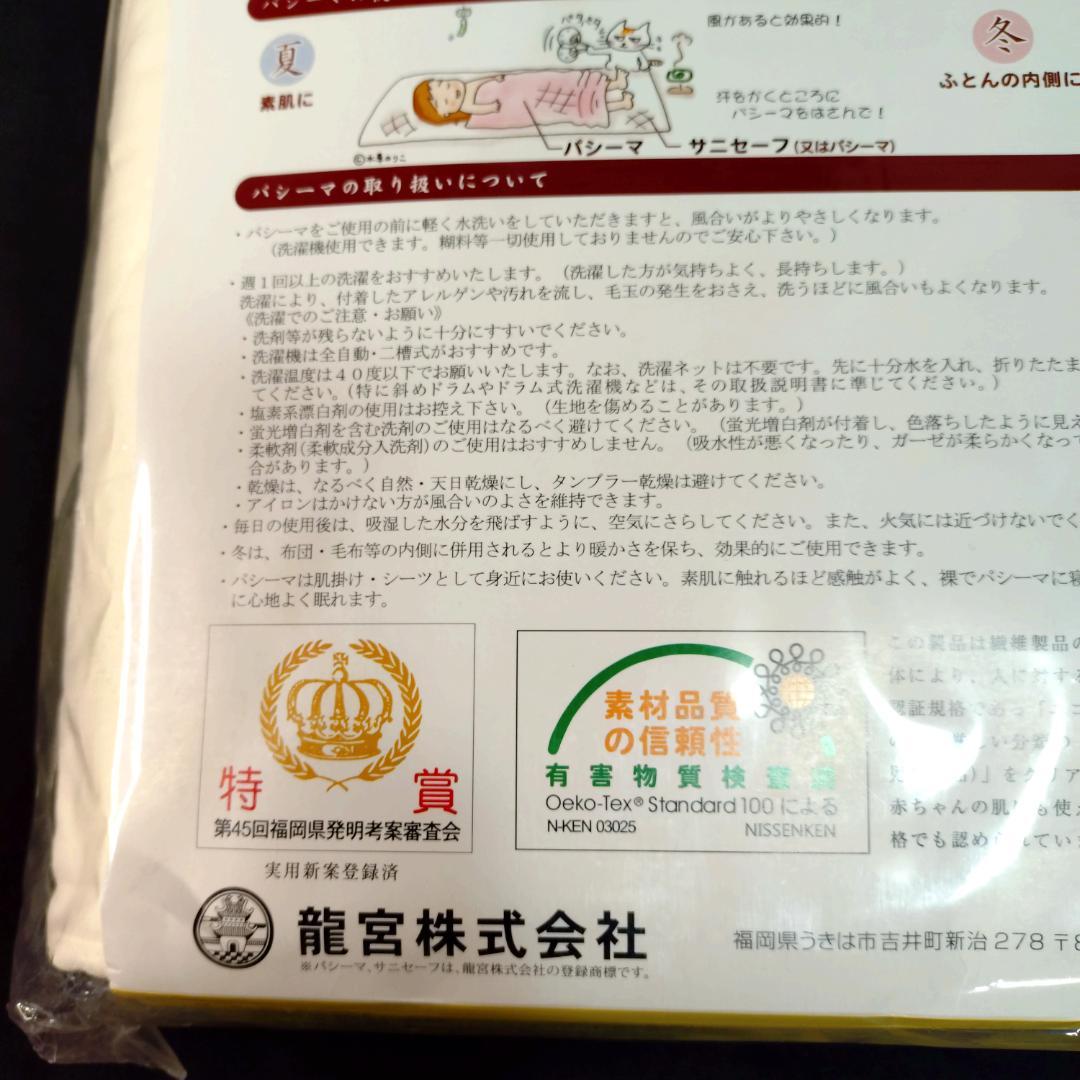 夏
素肌に
パタパタ
風があると効果的！
汗をかくところに
パシーマをはさんで！
パシーマ
サニセーフ(又はパシーマ)
冬
ふとんの内側に
パシーマの取り扱いについて
・パシーマをご使用の前に軽く水洗いをしていただきますと、風合いがよりやさしくなります。
（洗濯機使用できます。糊料等一切使用しておりませんのでご安心下さい。）
・週１回以上の洗濯をおすすめいたします。（洗濯した方が気持ちよく、長持ちします。）
洗濯により、付着したアレルゲンや汚れを流し、毛玉の発生をおさえ、洗うほどに風合いもよくなります。
《洗濯でのご注意・お願い》
・洗剤等が残らないように十分にすすいでください。
・洗濯機は全自動・二槽式がおすすめです。
・洗濯温度は４０度以下でお願いいたします。なお、洗濯ネットは不要です。先に十分水を入れ、折りたたま
てください。(特に斜めドラムやドラム式洗濯機などは、その取扱説明書に準じてください。)
・塩素系漂白剤の使用はお控え下さい。（生地を傷めることがあります。）
・蛍光増白剤を含む洗剤のご使用はなるべく避けてください。（蛍光増白剤が付着し、色落ちしたように見え
・柔軟剤(柔軟成分入洗剤)のご使用はおすすめしません。（吸水性が悪くなったり、ガーゼが柔らかくなって
合があります。）
・乾燥は、なるべく自然・天日乾燥にし、タンブラー乾燥は避けてください。
・アイロンはかけない方が風合いのよさを維持できます。
・毎日の使用後は、吸湿した水分を飛ばすように、空気にさらしてください。また、火気には近づけないでく
・冬は、布団・毛布等の内側に併用されるとより暖かさを保ち、効果的にご使用できます。
・パシーマは肌掛け・シーツとして身近にお使いください。素肌に触れるほど感触がよく、裸でパシーマに寝
に心地よく眠れます。
特 賞
第45回福岡県発明考案審査会
実用新案登録済
素材品質
の信頼性
有害物質検査済
Oeko-Tex® Standard 100 による
N-KEN 03025 NISSENKEN
この製品は繊維製品の
体により、人に対する
赤ちゃんの肌
格でも認め
龍宮株式会社
※パシーマ、サニセーフは、龍宮株式会社の登録商標です。
福岡県うきは市吉井町新治278 〒8